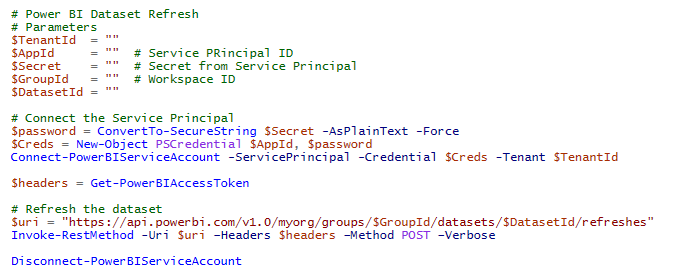 # Power BI Dataset Refresh
# Parameters
$TenantId  = ""
$AppId     = ""  # Service PRincipal ID
$Secret    = ""  # Secret from Service Principal
$GroupId   = ""  # Workspace ID
$DatasetId = ""
# Connect the Service Principal
$password = ConvertTo-SecureString $Secret -AsPlainText -Force
$Creds = New-Object PSCredential $AppId, $password
Connect-PowerBIServiceAccount -ServicePrincipal -Credential $Creds -Tenant $TenantId
$headers = Get-PowerBIAccessToken
# Refresh the dataset
$uri = "https://api.powerbi.com/v1.0/myorg/groups/$GroupId/datasets/$DatasetId/refreshes"
Invoke-RestMethod -Uri $uri -Headers $headers -Method POST -Verbose
Disconnect-PowerBIServiceAccount